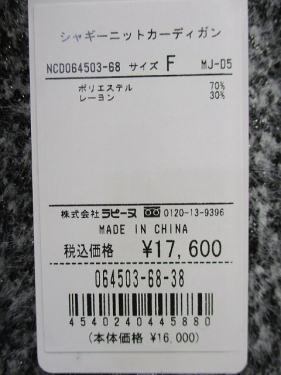 シャギーニットカーディガン
NCD064503-68 サイズ F MJ-05
ポリエステル 70%
レーヨン 30%
株式会社 ラピーヌ 0120-13-9396
MADE IN CHINA
税込価格 ¥17,600
064503-68-38
4540240445880
(本体価格 ¥16,000)